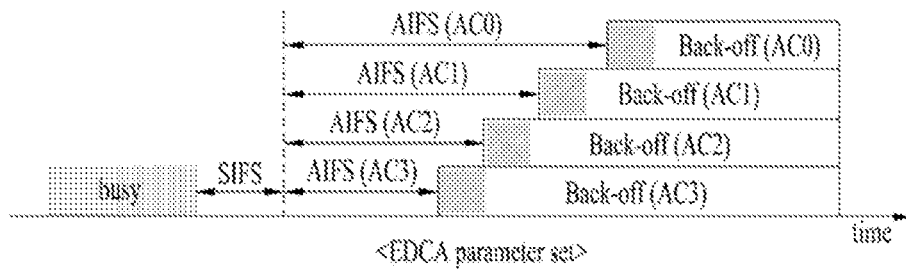 AIFS (AC0)
Back-off (AC0)
AIFS (AC1)
Back-off (AC1)
AIFS (AC2)
Back-off (AC2)
busy
SIFS
AIFS (AC3)
Back-off (AC3)
time
<EDCA parameter set>